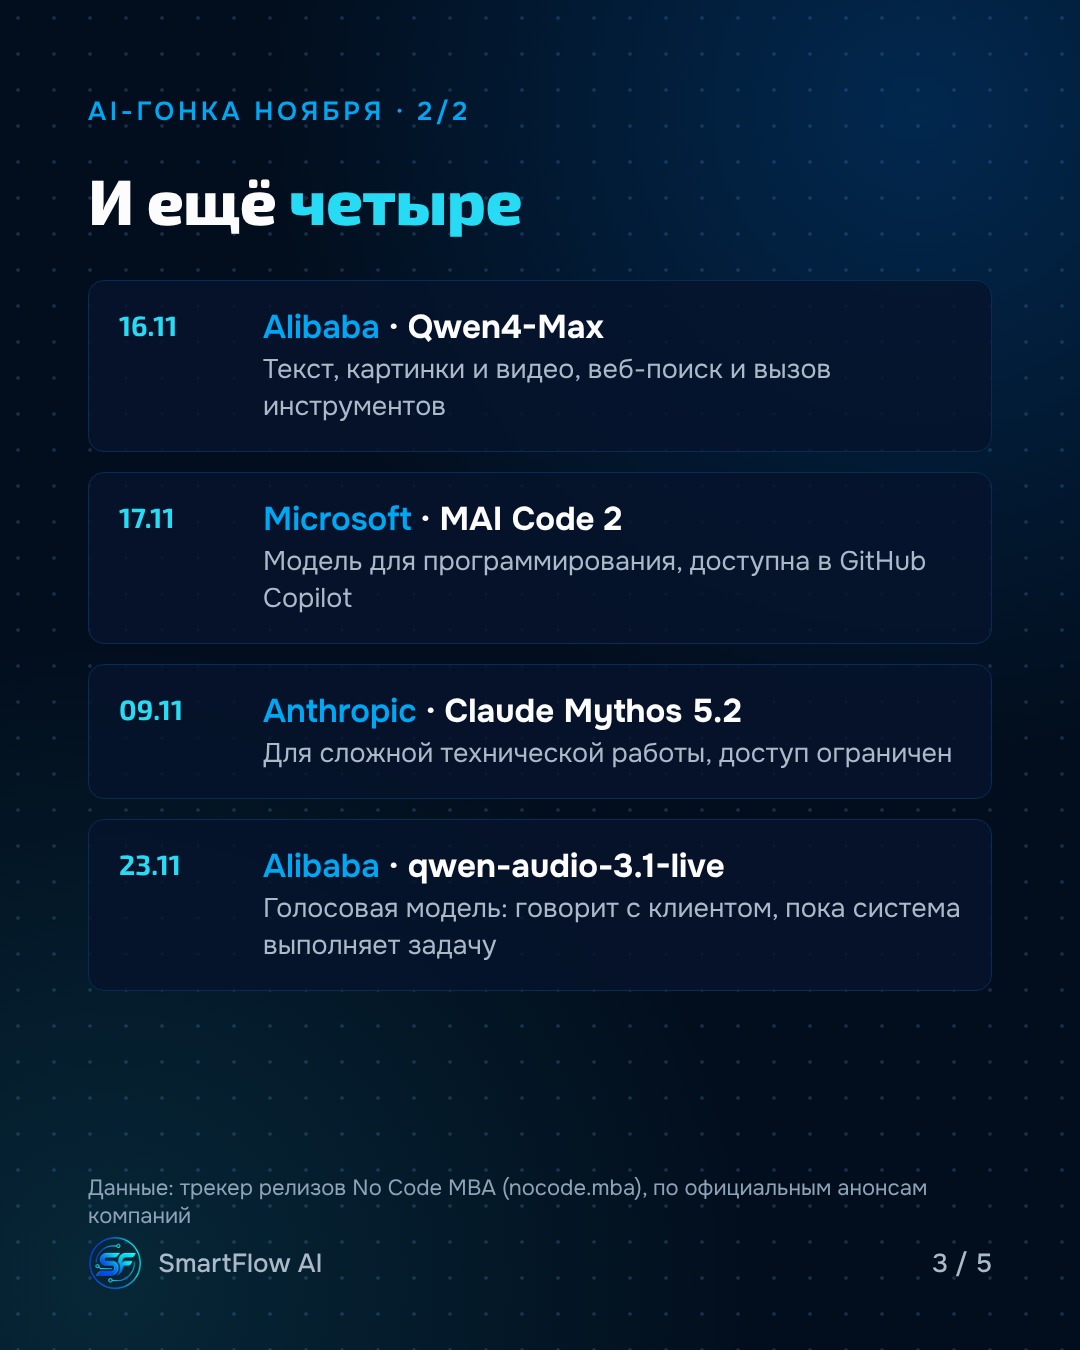 AI-ГОНКА НОЯБРЯ · 2/2
И ещё четыре
16.11
Alibaba · Qwen4-Max
Текст, картинки и видео, веб-поиск и вызов
инструментов
17.11
Microsoft · MAI Code 2
Модель для программирования, доступна в GitHub
Copilot
09.11
Anthropic · Claude Mythos 5.2
Для сложной технической работы, доступ ограничен
23.11
Alibaba · qwen-audio-3.1-live
Голосовая модель: говорит с клиентом, пока система
выполняет задачу
Данные: трекер релизов No Code MBA (nocode.mba), по официальным анонсам
компаний
SF SmartFlow AI
3 / 5